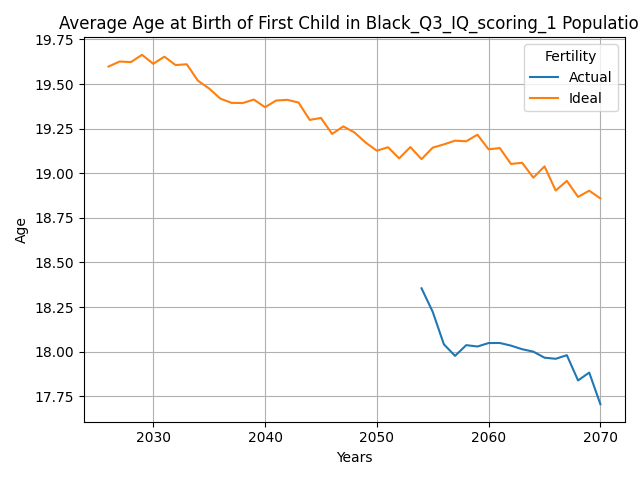 Average Age at Birth of First Child in Black_Q3_IQ_scoring_1 Populatio
19.75
19.50
19.25
19.00
18.75
18.50
18.25
18.00
17.75
Age
Fertility
Actual
Ideal
2030 2040 2050 2060 2070
Years